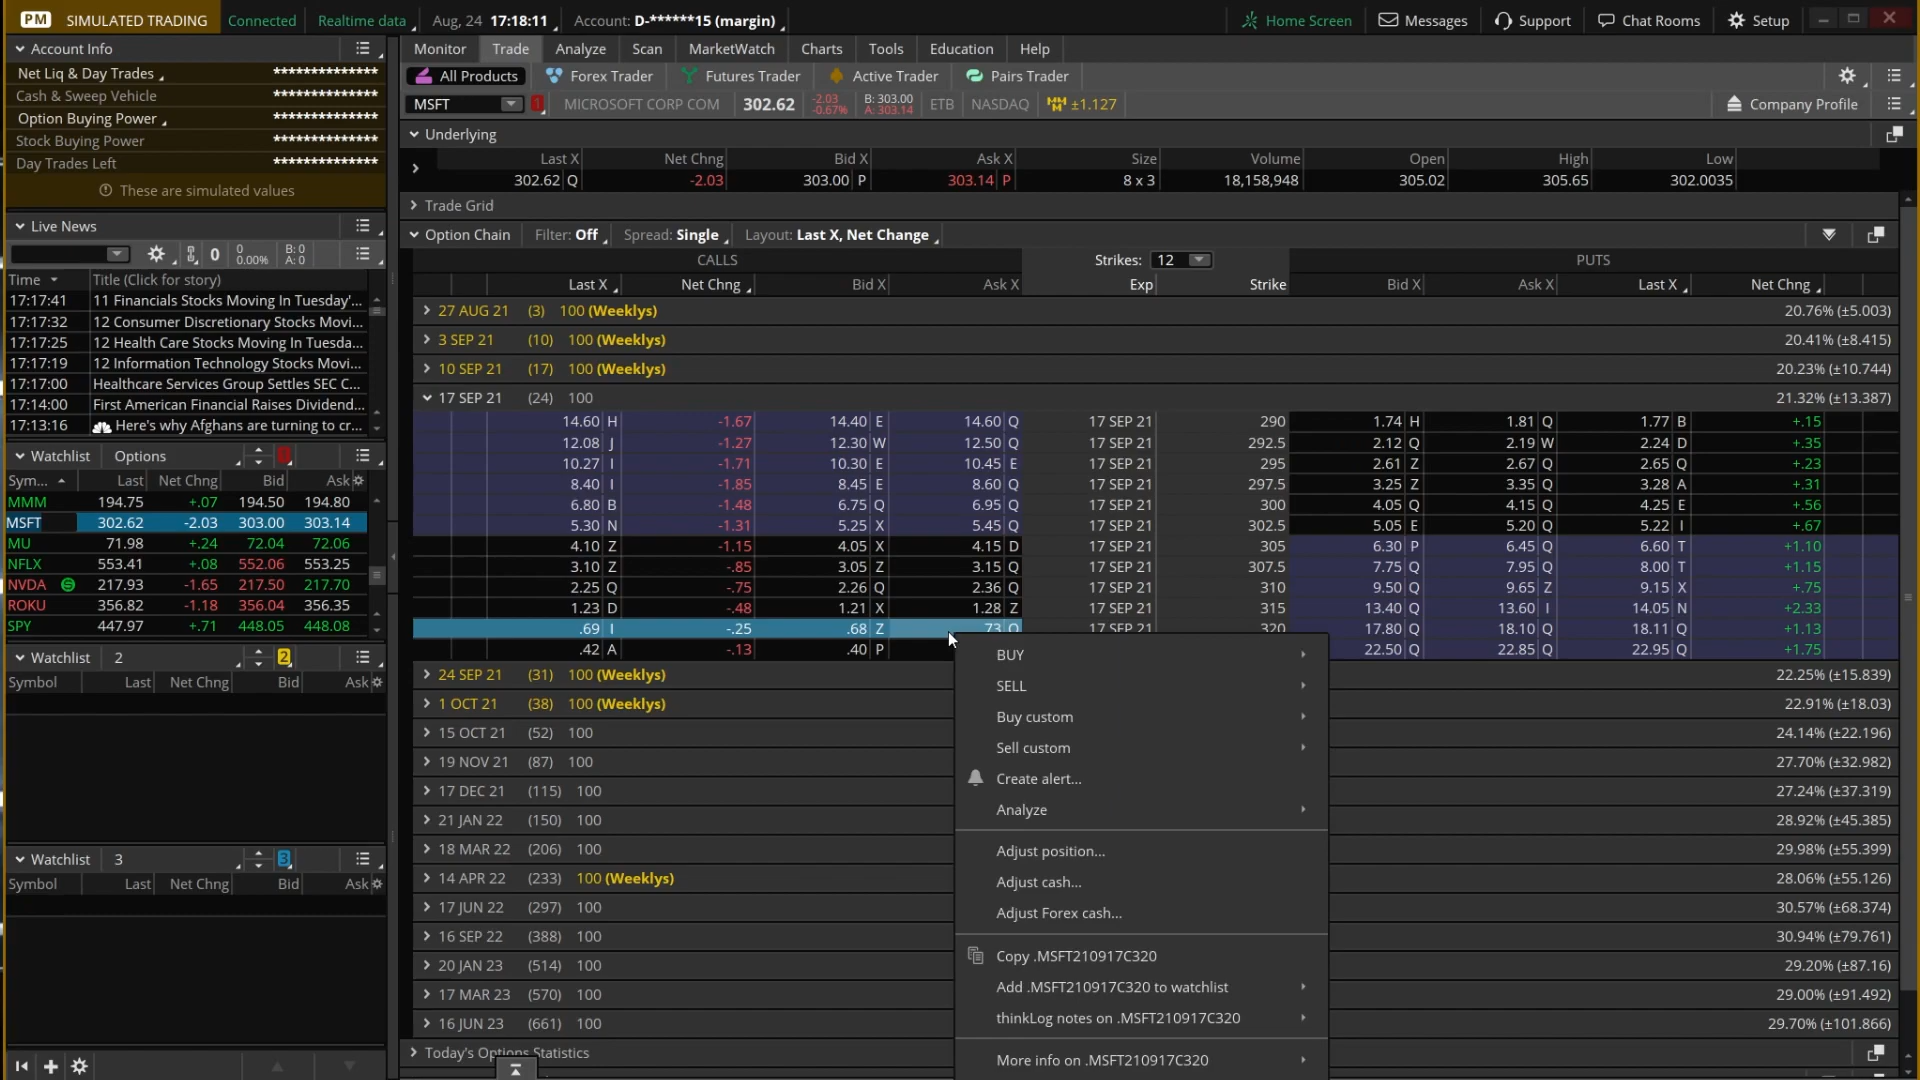 PM SIMULATED TRADING Connected Realtime data Aug, 24 17:18:11 Account: D-******15 (margin) Home Screen Messages Support Chat Rooms Setup
Account Info
Net Liq & Day Trades **************
Cash & Sweep Vehicle **************
Option Buying Power **************
Stock Buying Power **************
Day Trades Left **************
These are simulated values
Live News
0 0 0.00% B: 0 A: 0
Time Title (Click for story)
17:17:41 11 Financials Stocks Moving In Tuesday'...
17:17:32 12 Consumer Discretionary Stocks Movi...
17:17:25 12 Health Care Stocks Moving In Tuesda...
17:17:19 12 Information Technology Stocks Movi...
17:17:00 Healthcare Services Group Settles SEC C...
17:14:00 First American Financial Raises Dividend...
17:13:16 Here's why Afghans are turning to cr...
Watchlist Options 1
Sym... Last Net Chng Bid Ask
MMM 194.75 +.07 194.50 194.80
MSFT 302.62 -2.03 303.00 303.14
MU 71.98 +.24 72.04 72.06
NFLX 553.41 +.08 552.06 553.25
NVDA 217.93 -1.65 217.50 217.70
ROKU 356.82 -1.18 356.04 356.35
SPY 447.97 +.71 448.05 448.08
Watchlist 2 2
Symbol Last Net Chng Bid Ask
Watchlist 3 3
Symbol Last Net Chng Bid Ask
Monitor Trade Analyze Scan MarketWatch Charts Tools Education Help
All Products Forex Trader Futures Trader Active Trader Pairs Trader
MSFT 1 MICROSOFT CORP COM 302.62 -2.03 -0.67% B: 303.00 A: 303.14 ETB NASDAQ ±1.127 Company Profile
Underlying
Last X Net Chng Bid X Ask X Size Volume Open High Low
302.62 Q -2.03 303.00 P 303.14 P 8 x 3 18,158,948 305.02 305.65 302.0035
Trade Grid
Option Chain Filter: Off Spread: Single Layout: Last X, Net Change
CALLS Strikes: 12 PUTS
Last X Net Chng Bid X Ask X Exp Strike Bid X Ask X Last X Net Chng
27 AUG 21 (3) 100 (Weeklys) 20.76% (±5.003)
3 SEP 21 (10) 100 (Weeklys) 20.41% (±8.415)
10 SEP 21 (17) 100 (Weeklys) 20.23% (±10.744)
17 SEP 21 (24) 100 21.32% (±13.387)
14.60 H -1.67 14.40 E 14.60 Q 17 SEP 21 290 1.74 H 1.81 Q 1.77 B +.15
12.08 J -1.27 12.30 W 12.50 Q 17 SEP 21 292.5 2.12 Q 2.19 W 2.24 D +.35
10.27 I -1.71 10.30 E 10.45 E 17 SEP 21 295 2.61 Z 2.67 Q 2.65 Q +.23
8.40 I -1.85 8.45 E 8.60 Q 17 SEP 21 297.5 3.25 Z 3.35 Q 3.28 A +.31
6.80 B -1.48 6.75 Q 6.95 Q 17 SEP 21 300 4.05 Q 4.15 Q 4.25 E +.56
5.30 N -1.31 5.25 X 5.45 Q 17 SEP 21 302.5 5.05 E 5.20 Q 5.22 I +.67
4.10 Z -1.15 4.05 X 4.15 D 17 SEP 21 305 6.30 P 6.45 Q 6.60 T +1.10
3.10 Z -.85 3.05 Z 3.15 Q 17 SEP 21 307.5 7.75 Q 7.95 Q 8.00 T +1.15
2.25 Q -.75 2.26 Q 2.36 Q 17 SEP 21 310 9.50 Q 9.65 Z 9.15 X +.75
1.23 D -.48 1.21 X 1.28 Z 17 SEP 21 315 13.40 Q 13.60 I 14.05 N +2.33
.69 I -.25 .68 Z .73 Q 17 SEP 21 320 17.80 Q 18.10 Q 18.11 Q +1.13
.42 A -.13 .40 P 22.50 Q 22.85 Q 22.95 Q +1.75
24 SEP 21 (31) 100 (Weeklys) 22.25% (±15.839)
1 OCT 21 (38) 100 (Weeklys) 22.91% (±18.03)
15 OCT 21 (52) 100 24.14% (±22.196)
19 NOV 21 (87) 100 27.70% (±32.982)
17 DEC 21 (115) 100 27.24% (±37.319)
21 JAN 22 (150) 100 28.92% (±45.385)
18 MAR 22 (206) 100 29.98% (±55.399)
14 APR 22 (233) 100 (Weeklys) 28.06% (±55.126)
17 JUN 22 (297) 100 30.57% (±68.374)
16 SEP 22 (388) 100 30.94% (±79.761)
20 JAN 23 (514) 100 29.20% (±87.16)
17 MAR 23 (570) 100 29.00% (±91.492)
16 JUN 23 (661) 100 29.70% (±101.866)
Today's Options Statistics
BUY
SELL
Buy custom
Sell custom
Create alert...
Analyze
Adjust position...
Adjust cash...
Adjust Forex cash...
Copy .MSFT210917C320
Add .MSFT210917C320 to watchlist
thinkLog notes on .MSFT210917C320
More info on .MSFT210917C320